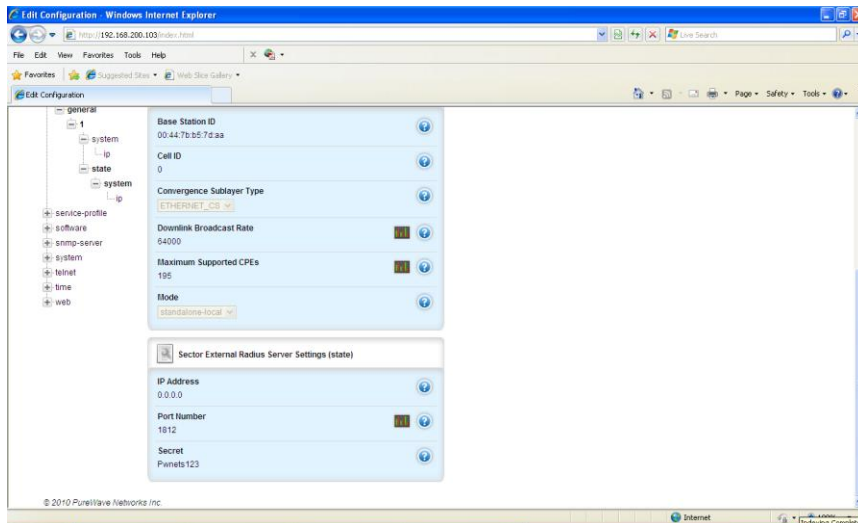 Edit Configuration - Windows Internet Explorer
http://192.168.200.103/index.html
Live Search
File Edit View Favorites Tools Help
Favorites Suggested Sites Web Slice Gallery
Edit Configuration
Page Safety Tools
general
1
system
ip
state
system
ip
service-profile
software
snmp-server
system
telnet
time
web
Base Station ID
00:44:7b:b5:7d:aa
Cell ID
0
Convergence Sublayer Type
ETHERNET_CS
Downlink Broadcast Rate
64000
Maximum Supported CPEs
195
Mode
standalone-local
Sector External Radius Server Settings (state)
IP Address
0.0.0.0
Port Number
1812
Secret
Pwnets123
© 2010 PureWave Networks Inc.
Internet